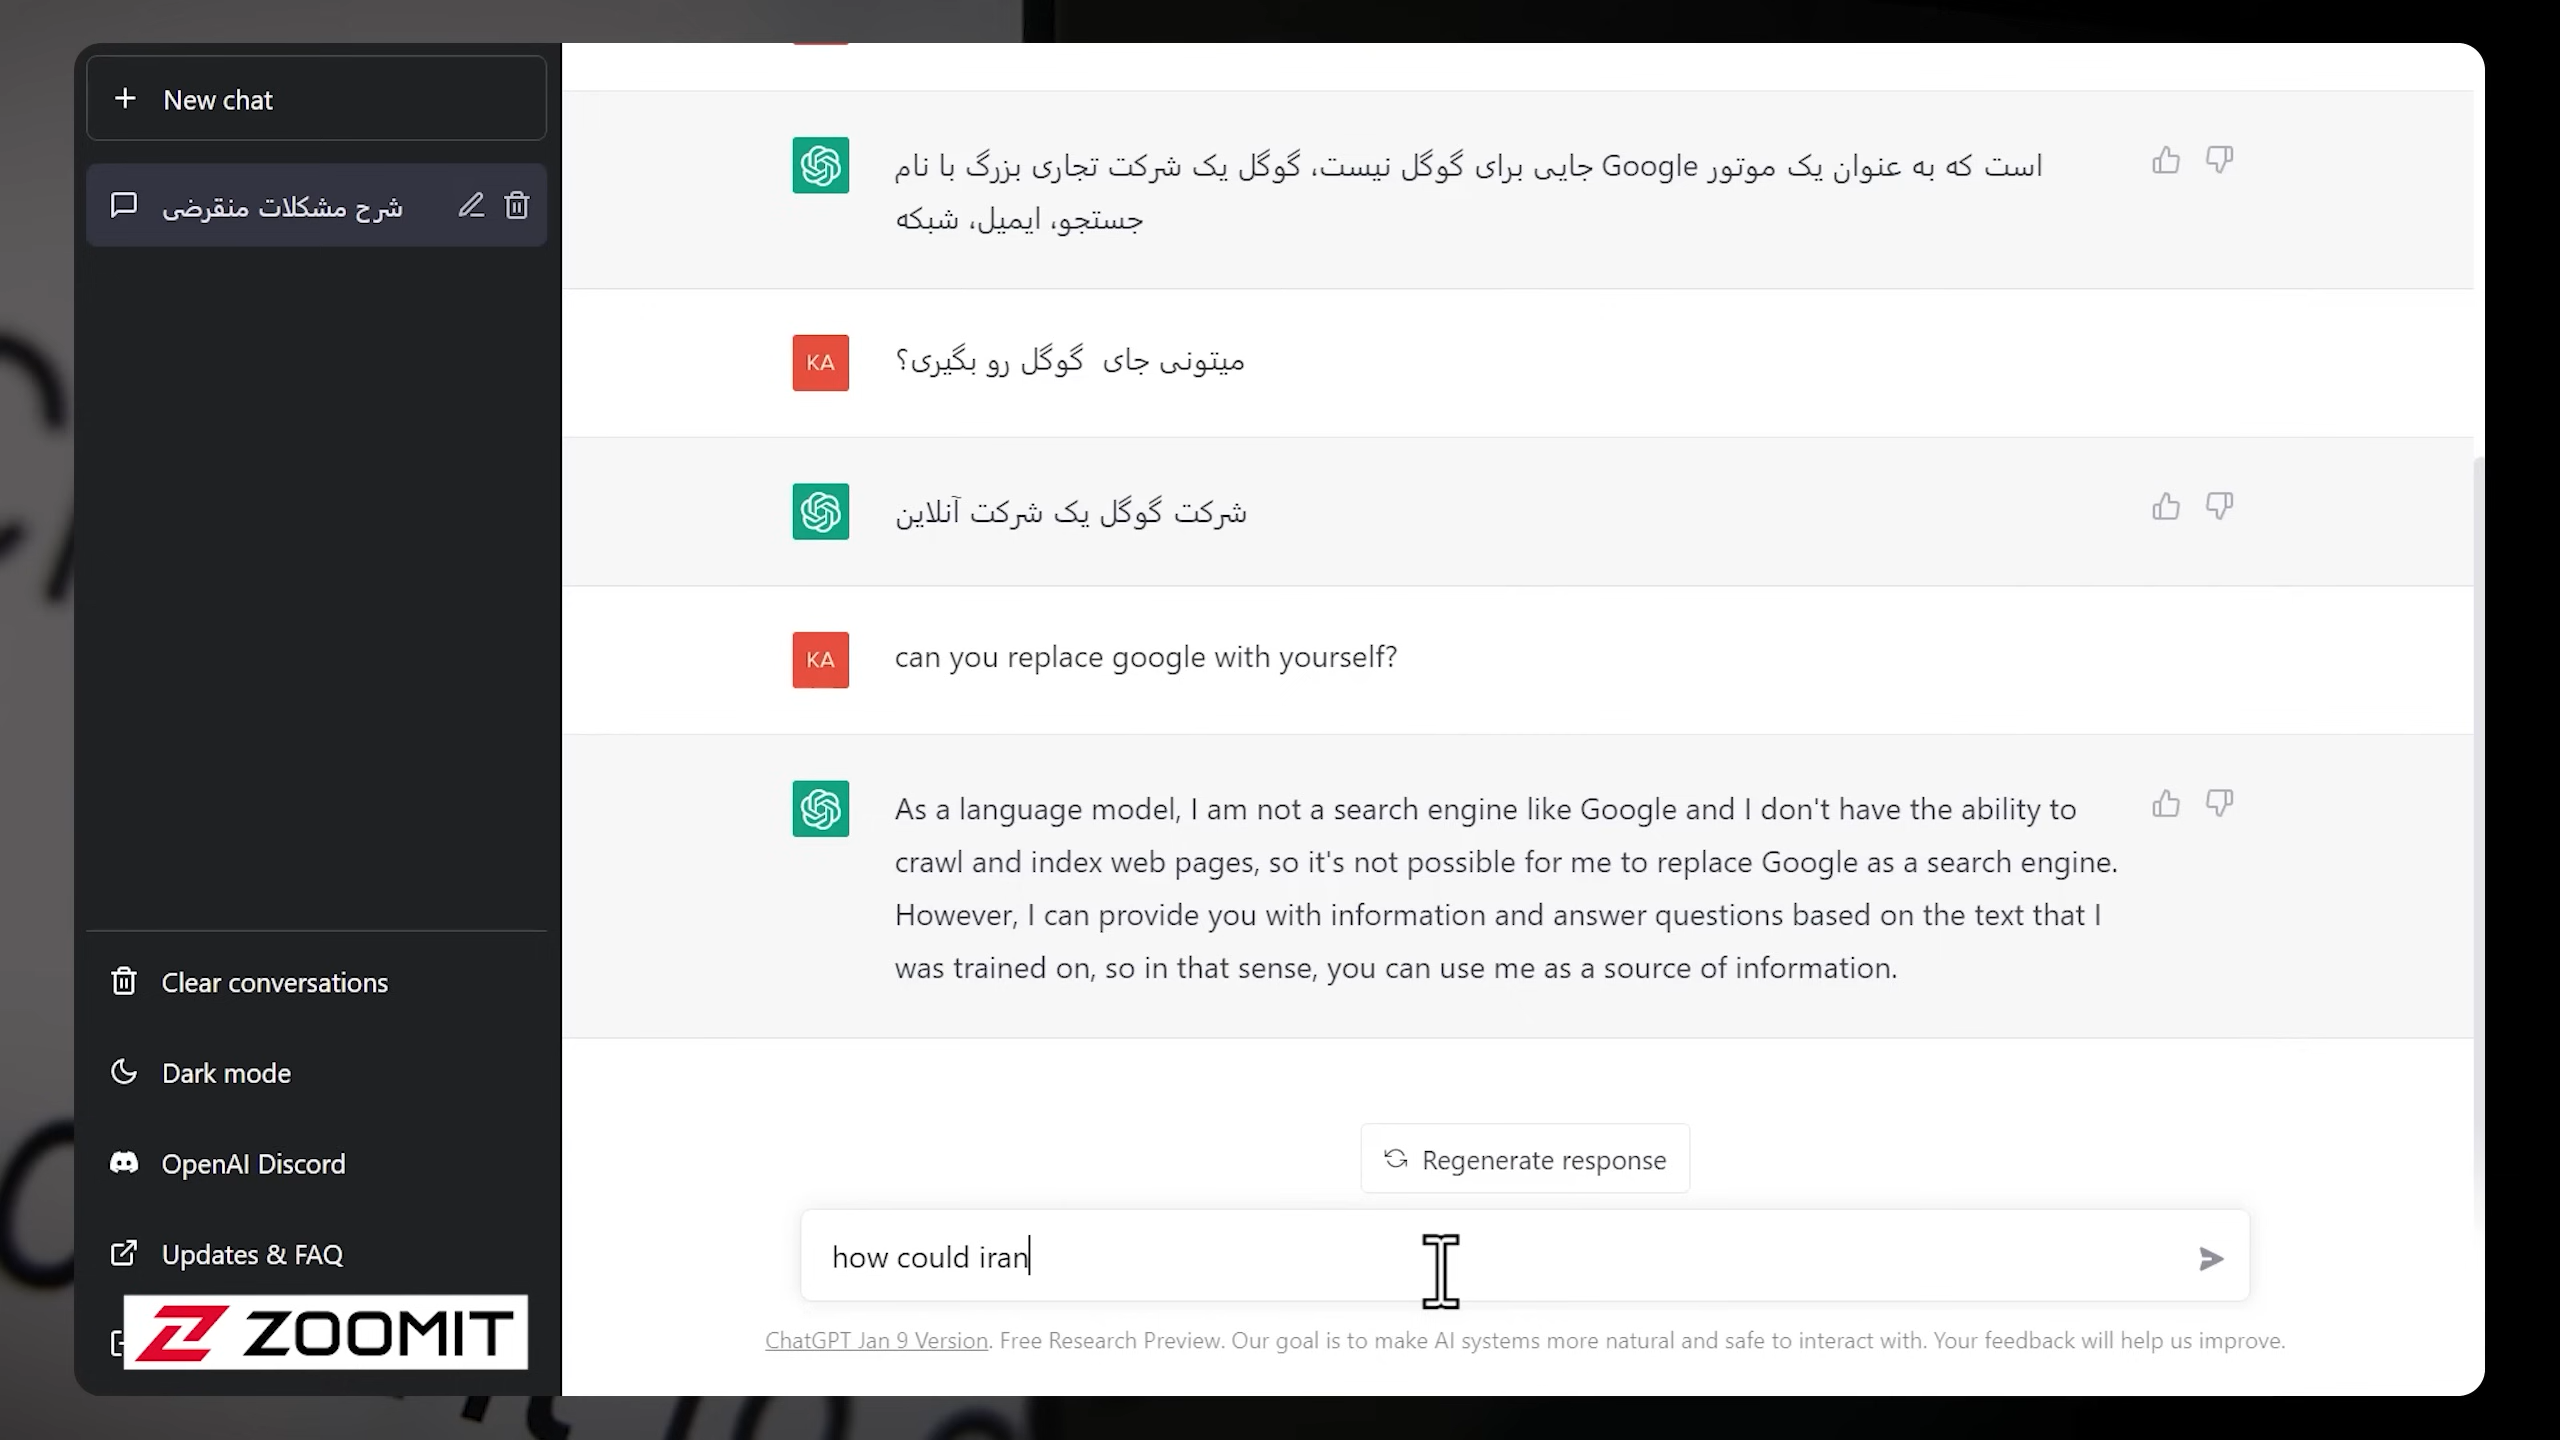 New chat
شرح مشکلات منقرضی
Clear conversations
Dark mode
OpenAI Discord
Updates & FAQ
ZOOMIT
است که به عنوان یک موتور Google جایی برای گوگل نیست، گوگل یک شرکت تجاری بزرگ با نام
جستجو، ایمیل، شبکه
KA
میتونی جای گوگل رو بگیری؟
شرکت گوگل یک شرکت آنلاین
KA
can you replace google with yourself?
As a language model, I am not a search engine like Google and I don't have the ability to
crawl and index web pages, so it's not possible for me to replace Google as a search engine.
However, I can provide you with information and answer questions based on the text that I
was trained on, so in that sense, you can use me as a source of information.
Regenerate response
how could iran
ChatGPT Jan 9 Version. Free Research Preview. Our goal is to make AI systems more natural and safe to interact with. Your feedback will help us improve.